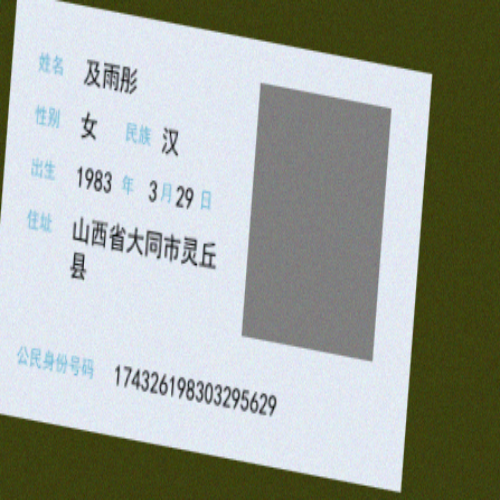 姓名 及雨彤
性别 女 民族 汉
出生 1983 年 3 月 29 日
住址 山西省大同市灵丘
县
公民身份号码 174326198303295629